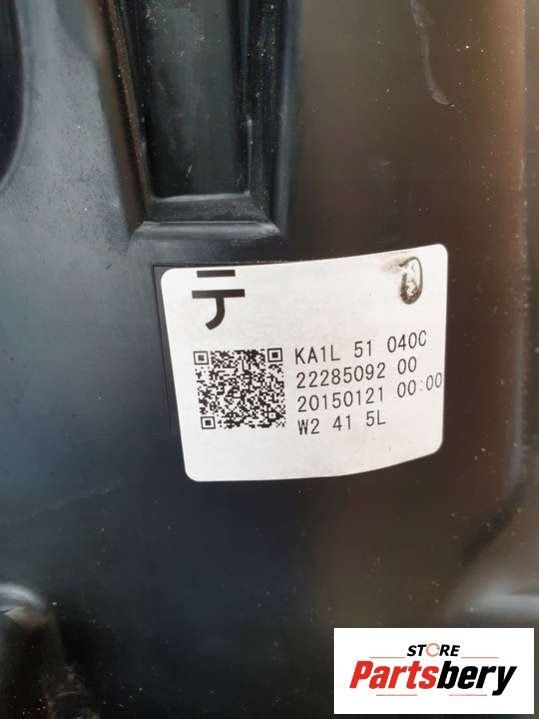 テ
KA1L 51 040C
22285092 00
20150121 00:00
W2 41 5L
STORE
Partsbery